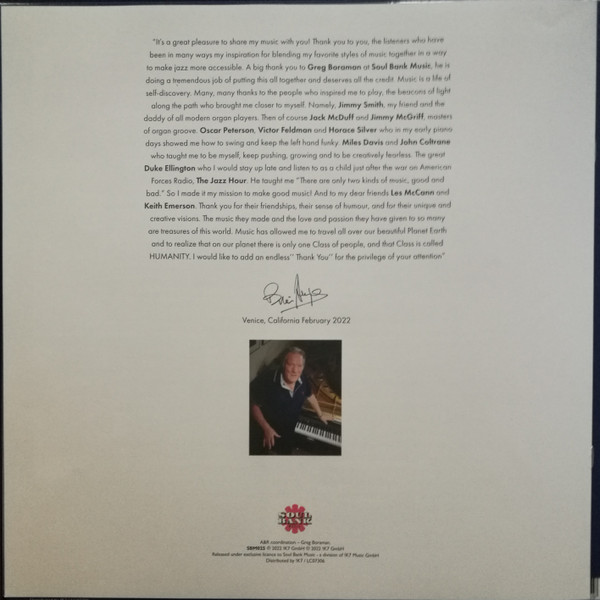 "It's a great pleasure to share my music with you! Thank you to you, the listeners who have
been in many ways my inspiration for blending my favorite styles of music together in a way
to make jazz more accessible. A big thank you to Greg Boraman at Soul Bank Music, he is
doing a tremendous job of putting this all together and deserves all the credit. Music is a life of
self-discovery. Many, many thanks to the people who inspired me to play, the beacons of light
along the path who brought me closer to myself. Namely, Jimmy Smith, my friend and the
daddy of all modern organ players. Then of course Jack McDuff and Jimmy McGriff, masters
of organ groove. Oscar Peterson, Victor Feldman and Horace Silver who in my early piano
days showed me how to swing and keep the left hand funky. Miles Davis and John Coltrane
who taught me to be myself, keep pushing, growing and to be creatively fearless. The great
Duke Ellington who I would stay up late and listen to as a child just after the war on American
Forces Radio, The Jazz Hour. He taught me "There are only two kinds of music, good and
bad." So I made it my mission to make good music! And to my dear friends Les McCann and
Keith Emerson. Thank you for their friendships, their sense of humour, and for their unique and
creative visions. The music they made and the love and passion they have given to so many
are treasures of this world. Music has allowed me to travel all over our beautiful Planet Earth
and to realize that on our planet there is only one Class of people, and that Class is called
HUMANITY. I would like to add an endless" Thank You" for the privilege of your attention"
Venice, California February 2022
SOUL
BANK
A&R coordination - Greg Boraman.
SBM
℗ 2022 !K7 GmbH © 2022 !K7 GmbH
Released under exclusive licence to Soul Bank Music - a division of !K7 Music GmbH
Distributed by !K7 / LC07306